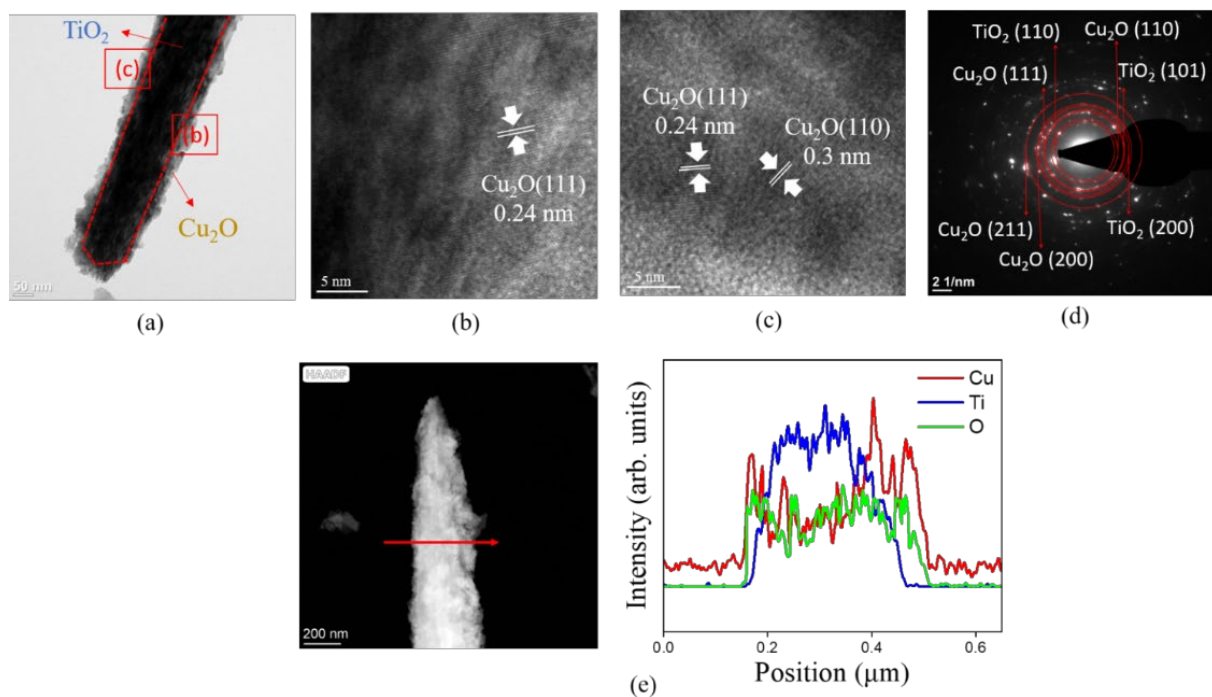 TiO₂
(c)
(b)
Cu₂O
50 nm
(a)
Cu₂O(111)
0.24 nm
5 nm
(b)
Cu₂O(111)
0.24 nm
Cu₂O(110)
0.3 nm
5 nm
(c)
TiO₂ (110)
Cu₂O (110)
Cu₂O (111)
TiO₂ (101)
Cu₂O (211)
TiO₂ (200)
Cu₂O (200)
2 1/nm
(d)
HAADF
200 nm
Intensity (arb. units)
Cu
Ti
O
0.0 0.2 0.4 0.6
Position (μm)
(e)